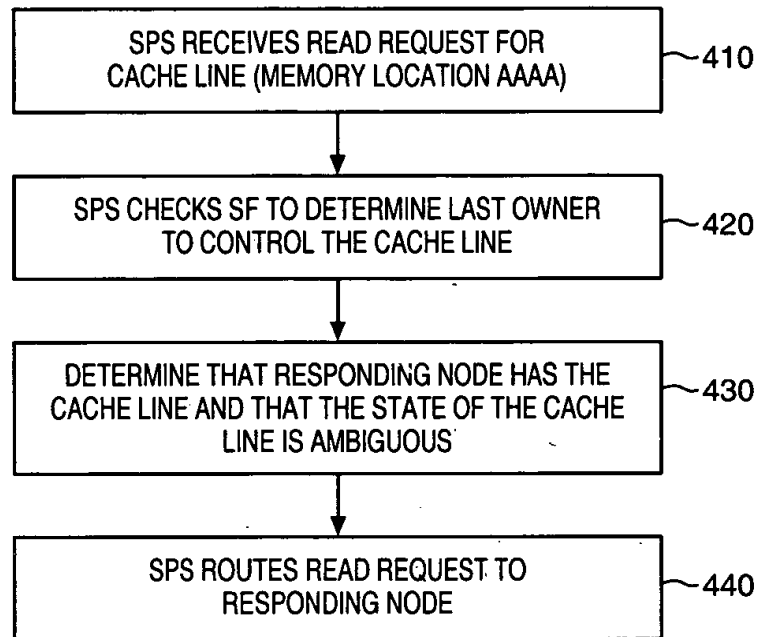 SPS RECEIVES READ REQUEST FOR
CACHE LINE (MEMORY LOCATION AAAA)
410
SPS CHECKS SF TO DETERMINE LAST OWNER
TO CONTROL THE CACHE LINE
420
DETERMINE THAT RESPONDING NODE HAS THE
CACHE LINE AND THAT THE STATE OF THE CACHE
LINE IS AMBIGUOUS
430
SPS ROUTES READ REQUEST TO
RESPONDING NODE
440